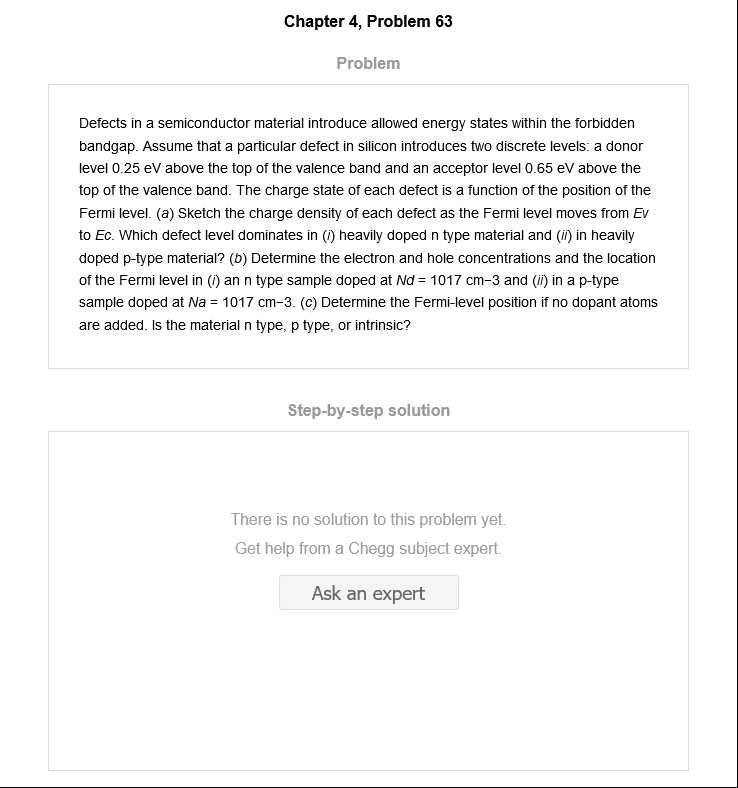 Chapter 4, Problem 63
Problem
Defects in a semiconductor material introduce allowed energy states within the forbidden
bandgap. Assume that a particular defect in silicon introduces two discrete levels: a donor
level 0.25 eV above the top of the valence band and an acceptor level 0.65 eV above the
top of the valence band. The charge state of each defect is a function of the position of the
Fermi level. (a) Sketch the charge density of each defect as the Fermi level moves from Ev
to Ec. Which defect level dominates in (i) heavily doped n type material and (ii) in heavily
doped p-type material? (b) Determine the electron and hole concentrations and the location
of the Fermi level in (i) an n type sample doped at Nd = 1017 cm−3 and (ii) in a p-type
sample doped at Na = 1017 cm−3. (c) Determine the Fermi-level position if no dopant atoms
are added. Is the material n type, p type, or intrinsic?
Step-by-step solution
There is no solution to this problem yet.
Get help from a Chegg subject expert.
Ask an expert